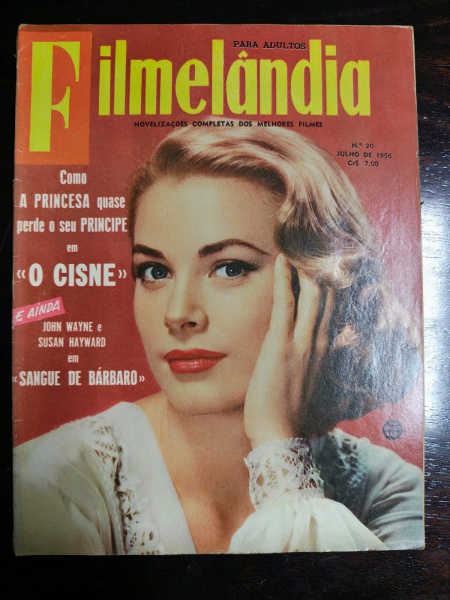 PARA ADULTOS
Filmelândia
NOVELIZAÇÕES COMPLETAS DOS MELHORES FILMES
N.º 20
JULHO DE 1956
Cr$ 7,00
Como
A PRINCESA quase
perde o seu PRINCIPE
em
«O CISNE»
E AINDA
JOHN WAYNE e
SUSAN HAYWARD
em
«SANGUE DE BÁRBARO»